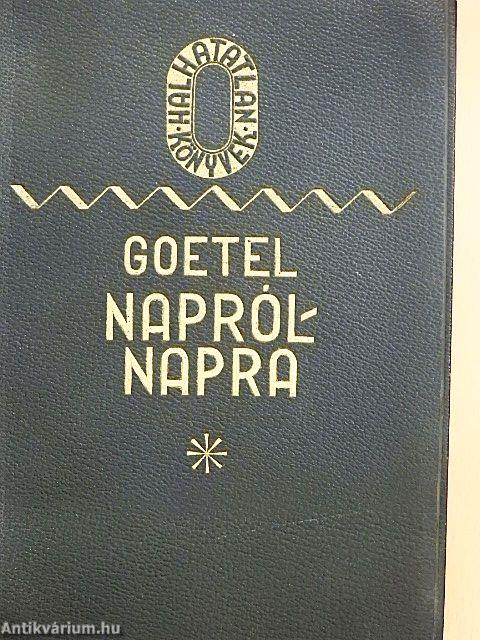 ·HALHATATLAN·
KÖNYVEK
GOETEL
NAPRÓL-
NAPRA
Antikvárium.hu